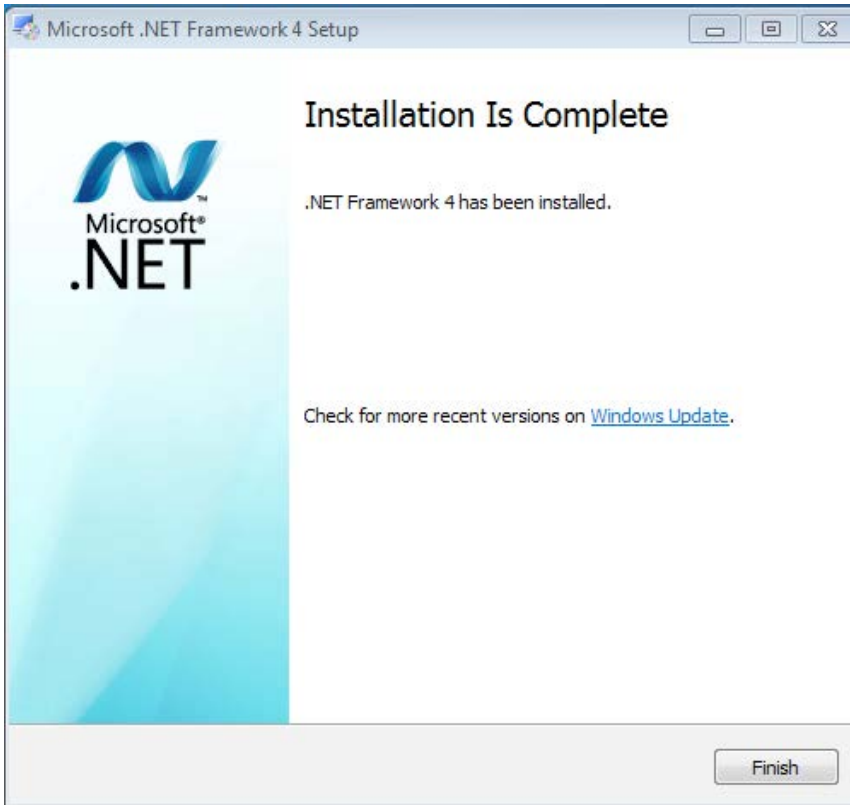 Microsoft .NET Framework 4 Setup
Installation Is Complete
.NET Framework 4 has been installed.
Microsoft®
.NET™
Check for more recent versions on Windows Update.
Finish